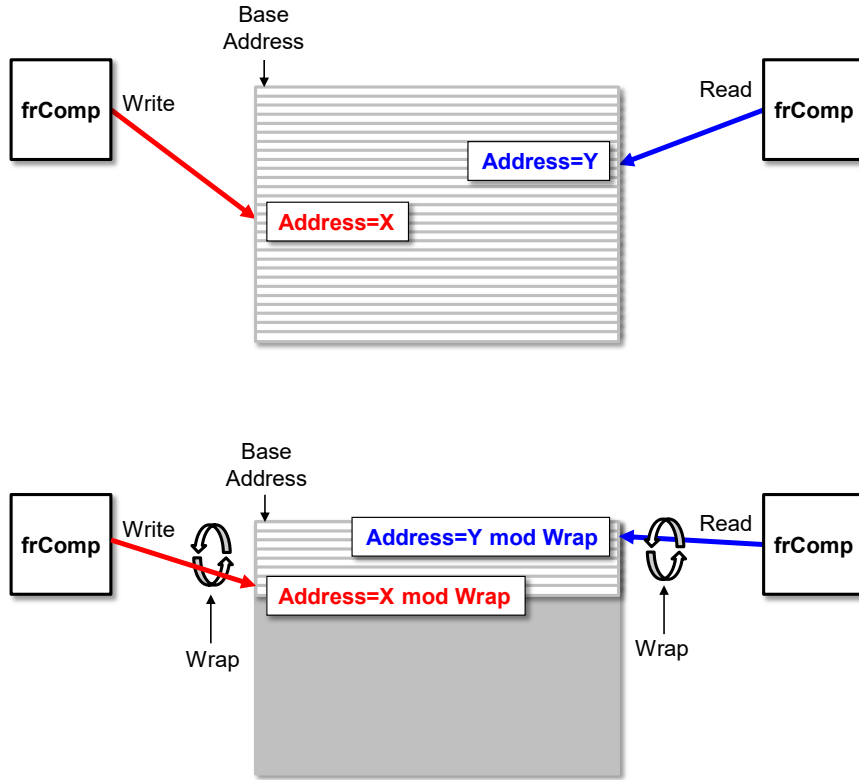 Base
Address
frComp
Write
Read
frComp
Address=Y
Address=X
Base
Address
frComp
Write
Read
frComp
Address=Y mod Wrap
Address=X mod Wrap
Wrap
Wrap